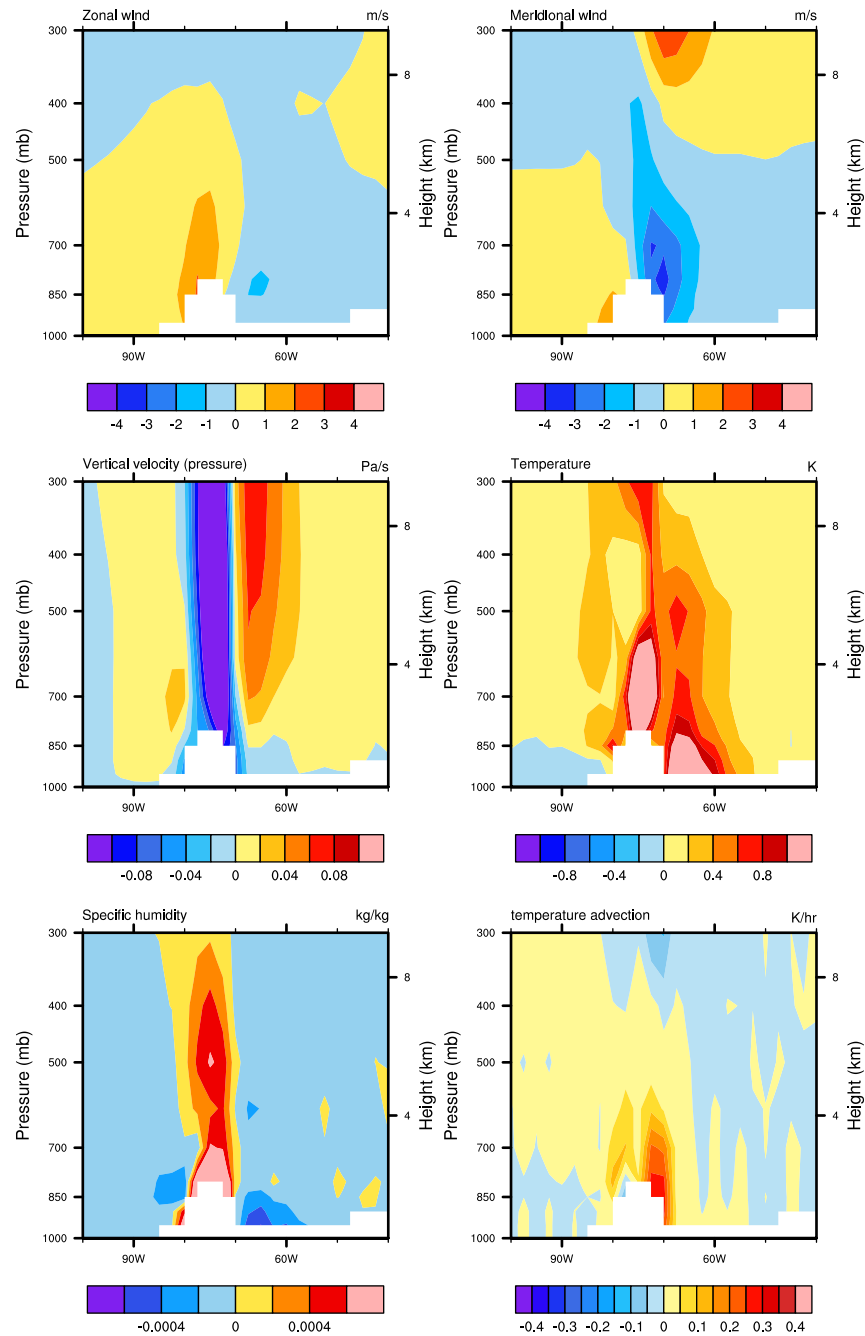 Zonal wind m/s
300
400
500
700
850
1000
Pressure (mb)
8
4
Height (km)
90W 60W
-4 -3 -2 -1 0 1 2 3 4
Meridional wind m/s
300
400
500
700
850
1000
Pressure (mb)
8
4
Height (km)
90W 60W
-4 -3 -2 -1 0 1 2 3 4
Vertical velocity (pressure) Pa/s
300
400
500
700
850
1000
Pressure (mb)
8
4
Height (km)
90W 60W
-0.08 -0.04 0 0.04 0.08
Temperature K
300
400
500
700
850
1000
Pressure (mb)
8
4
Height (km)
90W 60W
-0.8 -0.4 0 0.4 0.8
Specific humidity kg/kg
300
400
500
700
850
1000
Pressure (mb)
8
4
Height (km)
90W 60W
-0.0004 0 0.0004
temperature advection K/hr
300
400
500
700
850
1000
Pressure (mb)
8
4
Height (km)
90W 60W
-0.4 -0.3 -0.2 -0.1 0 0.1 0.2 0.3 0.4